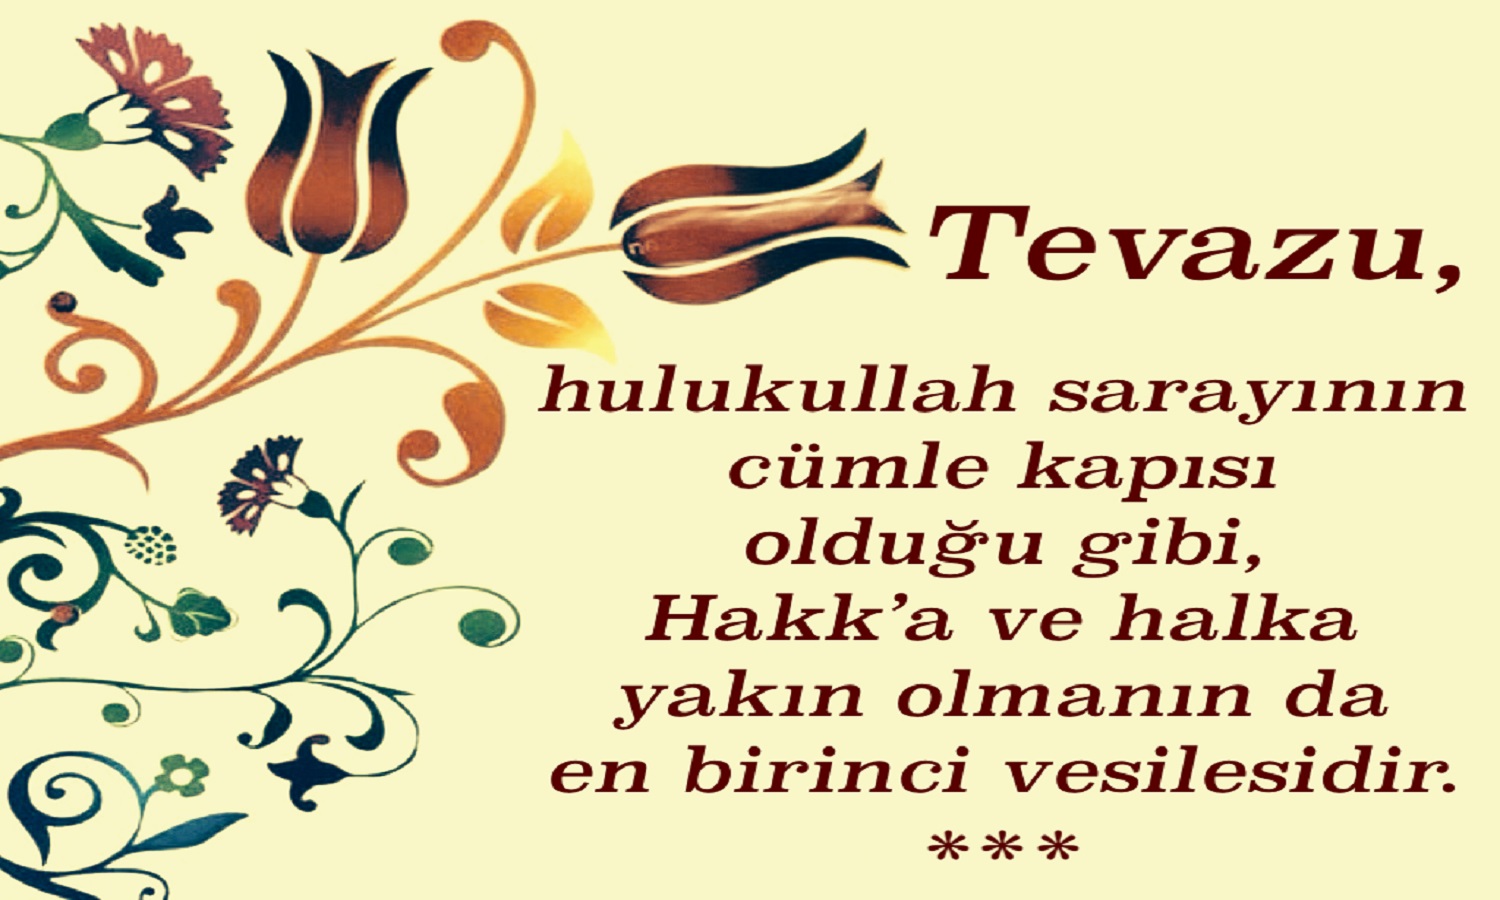 Tevazu,
hulukullah sarayının
cümle kapısı
olduğu gibi,
Hakk’a ve halka
yakın olmanın da
en birinci vesilesidir.
***